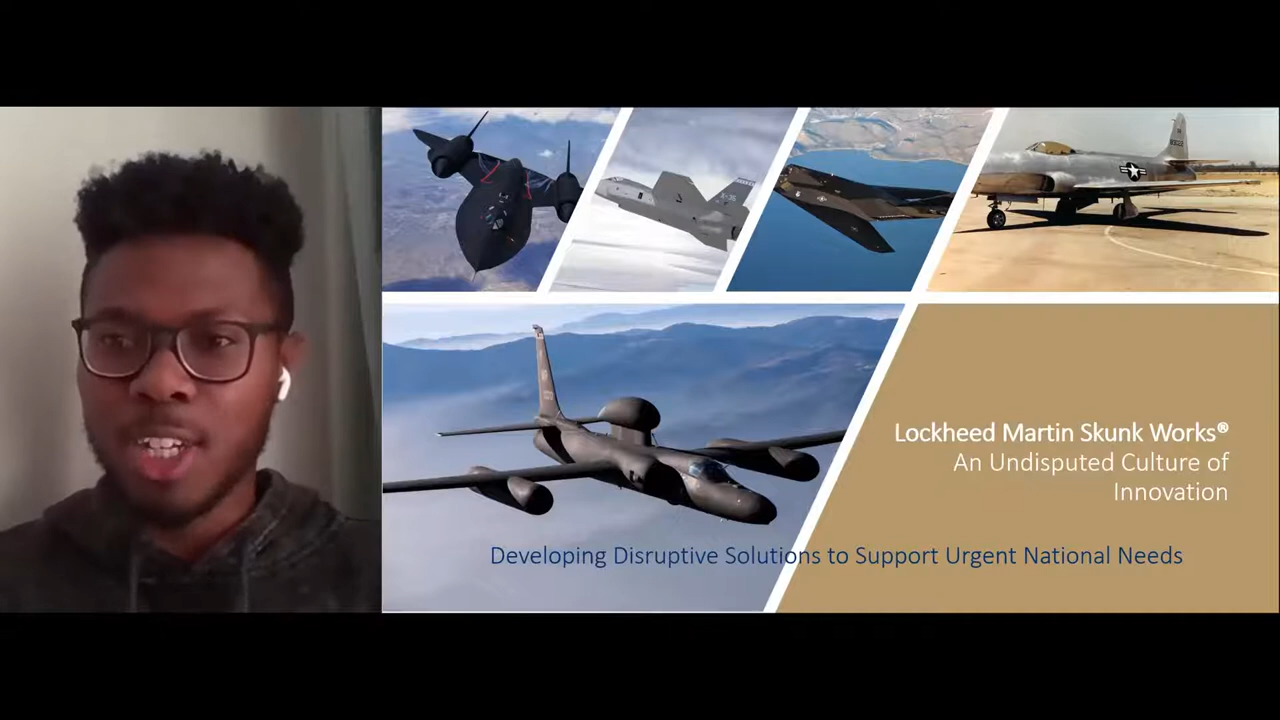 Lockheed Martin Skunk Works®
An Undisputed Culture of
Innovation
Developing Disruptive Solutions to Support Urgent National Needs